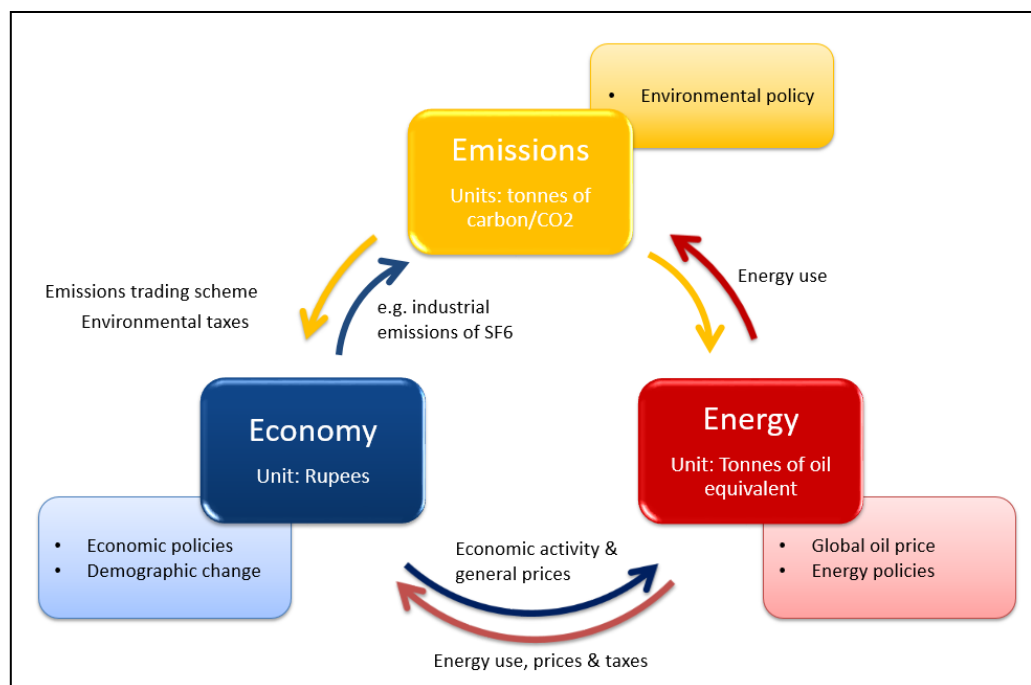 • Environmental policy
Emissions
Units: tonnes of
carbon/CO2
Emissions trading scheme
Environmental taxes
e.g. industrial
emissions of SF6
Energy use
Economy
Unit: Rupees
Energy
Unit: Tonnes of oil
equivalent
• Economic policies
• Demographic change
Economic activity &
general prices
• Global oil price
• Energy policies
Energy use, prices & taxes